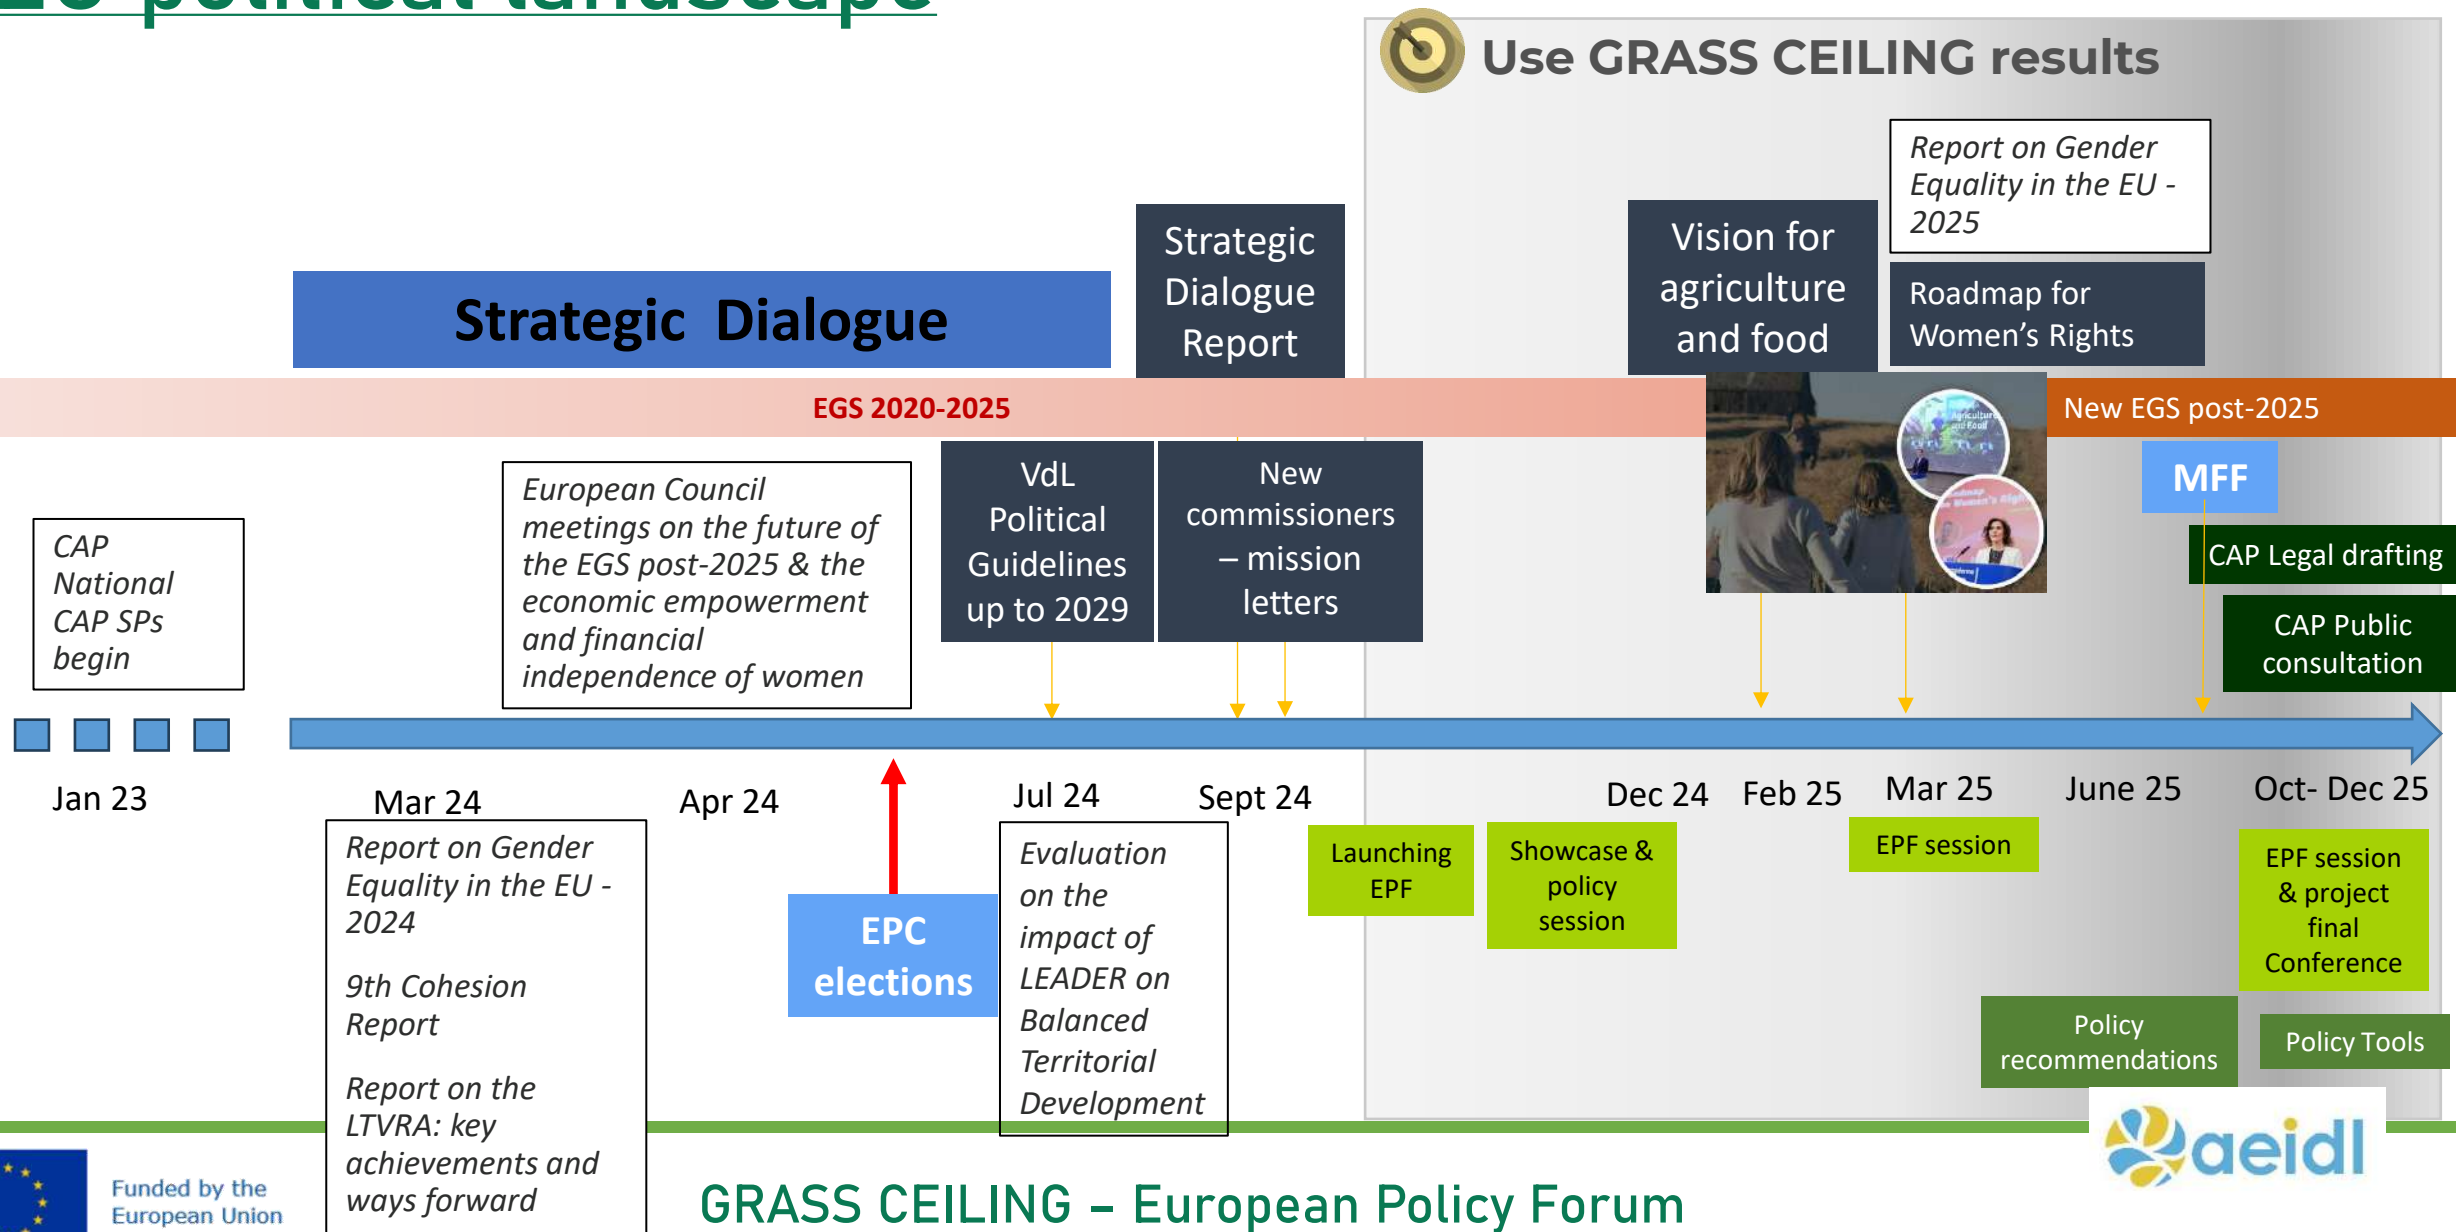 EU political landscape
Use GRASS CEILING results
Report on Gender
Equality in the EU -
2025
Strategic
Dialogue
Report
Vision for
agriculture
and food
Roadmap for
Women's Rights
Strategic Dialogue
EGS 2020-2025
New EGS post-2025
CAP
National
CAP SPs
begin
European Council
meetings on the future of
the EGS post-2025 & the
economic empowerment
and financial
independence of women
VdL
Political
Guidelines
up to 2029
New
commissioners
– mission
letters
Agriculture
and Food
Women's Righ
MFF
CAP Legal drafting
CAP Public
consultation
Jan 23
Mar 24
Apr 24
Jul 24
Sept 24
Dec 24
Feb 25
Mar 25
June 25
Oct- Dec 25
Report on Gender
Equality in the EU -
2024
9th Cohesion
Report
Report on the
LTVRA: key
achievements and
ways forward
EPC
elections
Evaluation
on the
impact of
LEADER on
Balanced
Territorial
Development
Launching
EPF
Showcase &
policy
session
EPF session
EPF session
& project
final
Conference
Policy
recommendations
Policy Tools
aeidl
Funded by the
European Union
GRASS CEILING – European Policy Forum